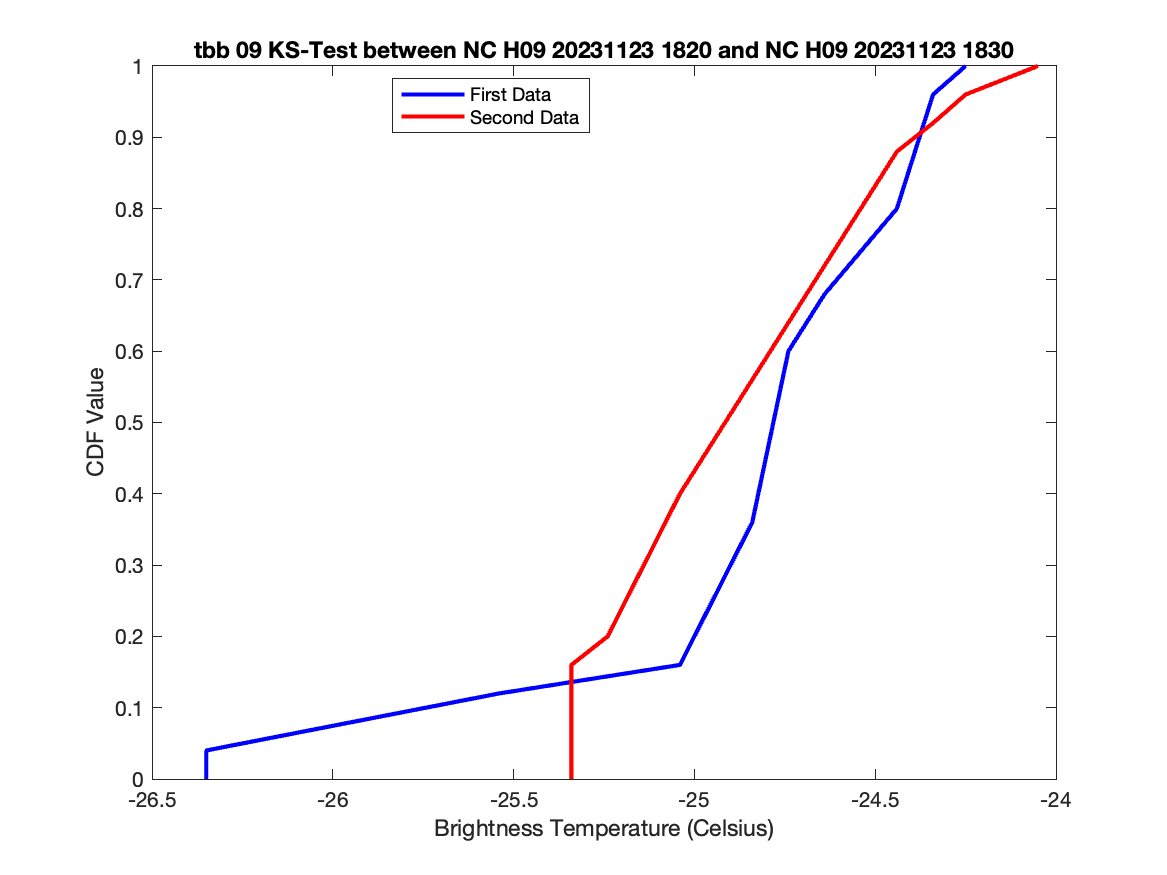 tbb 09 KS-Test between NC H09 20231123 1820 and NC H09 20231123 1830
First Data
Second Data
1
0.9
0.8
0.7
0.6
0.5
0.4
0.3
0.2
0.1
0
CDF Value
-26.5 -26 -25.5 -25 -24.5 -24
Brightness Temperature (Celsius)